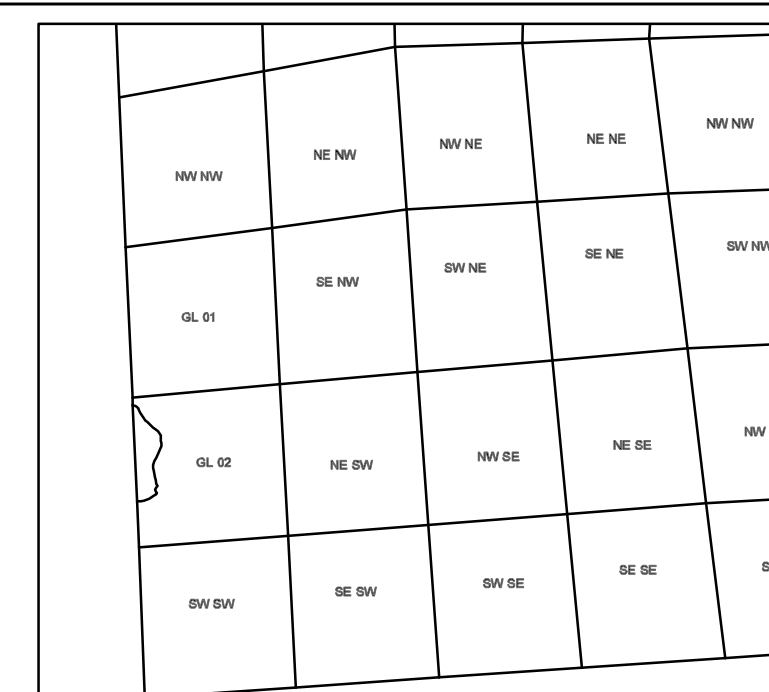 NW NW
NE NW
NW NE
NE NE
NW NW
GL 01
SE NW
SW NE
SE NE
SW NW
GL 02
NE SW
NW SE
NE SE
NW
SW SW
SE SW
SW SE
SE SE
S